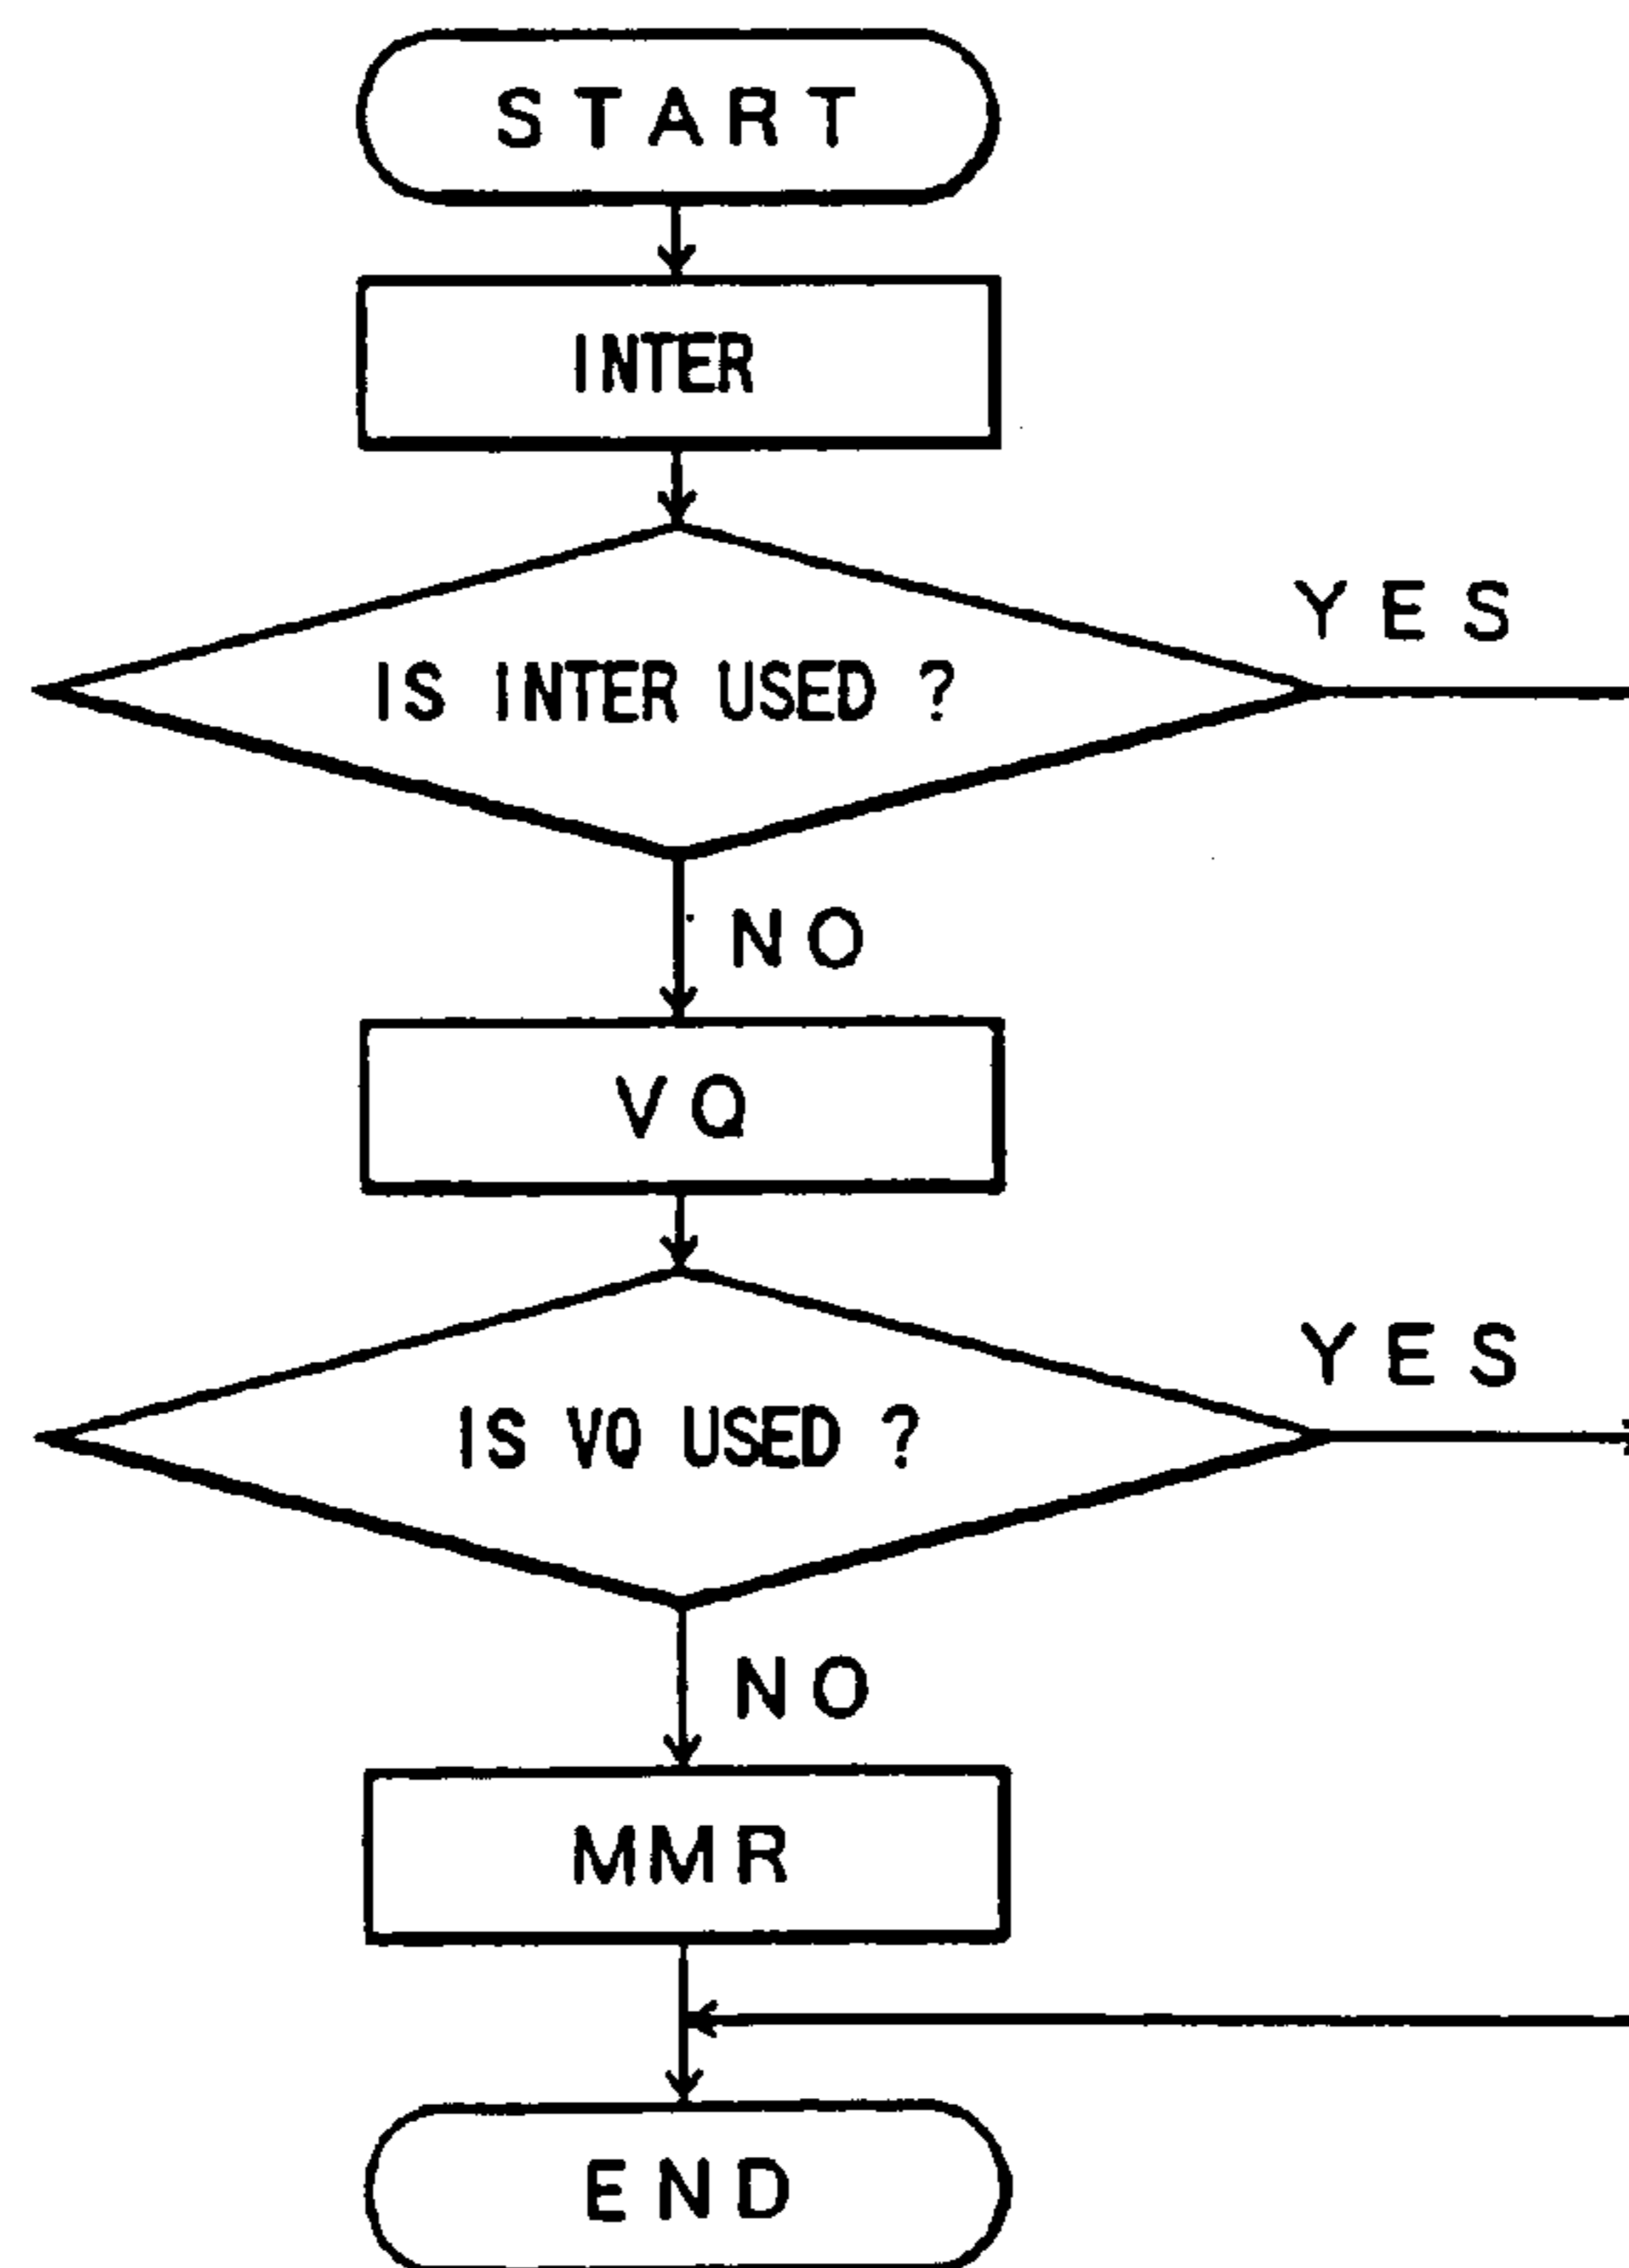 START
INTER
YES
IS INTER USED ?
NO
VQ
YES
IS VQ USED ?
NO
MMR
END